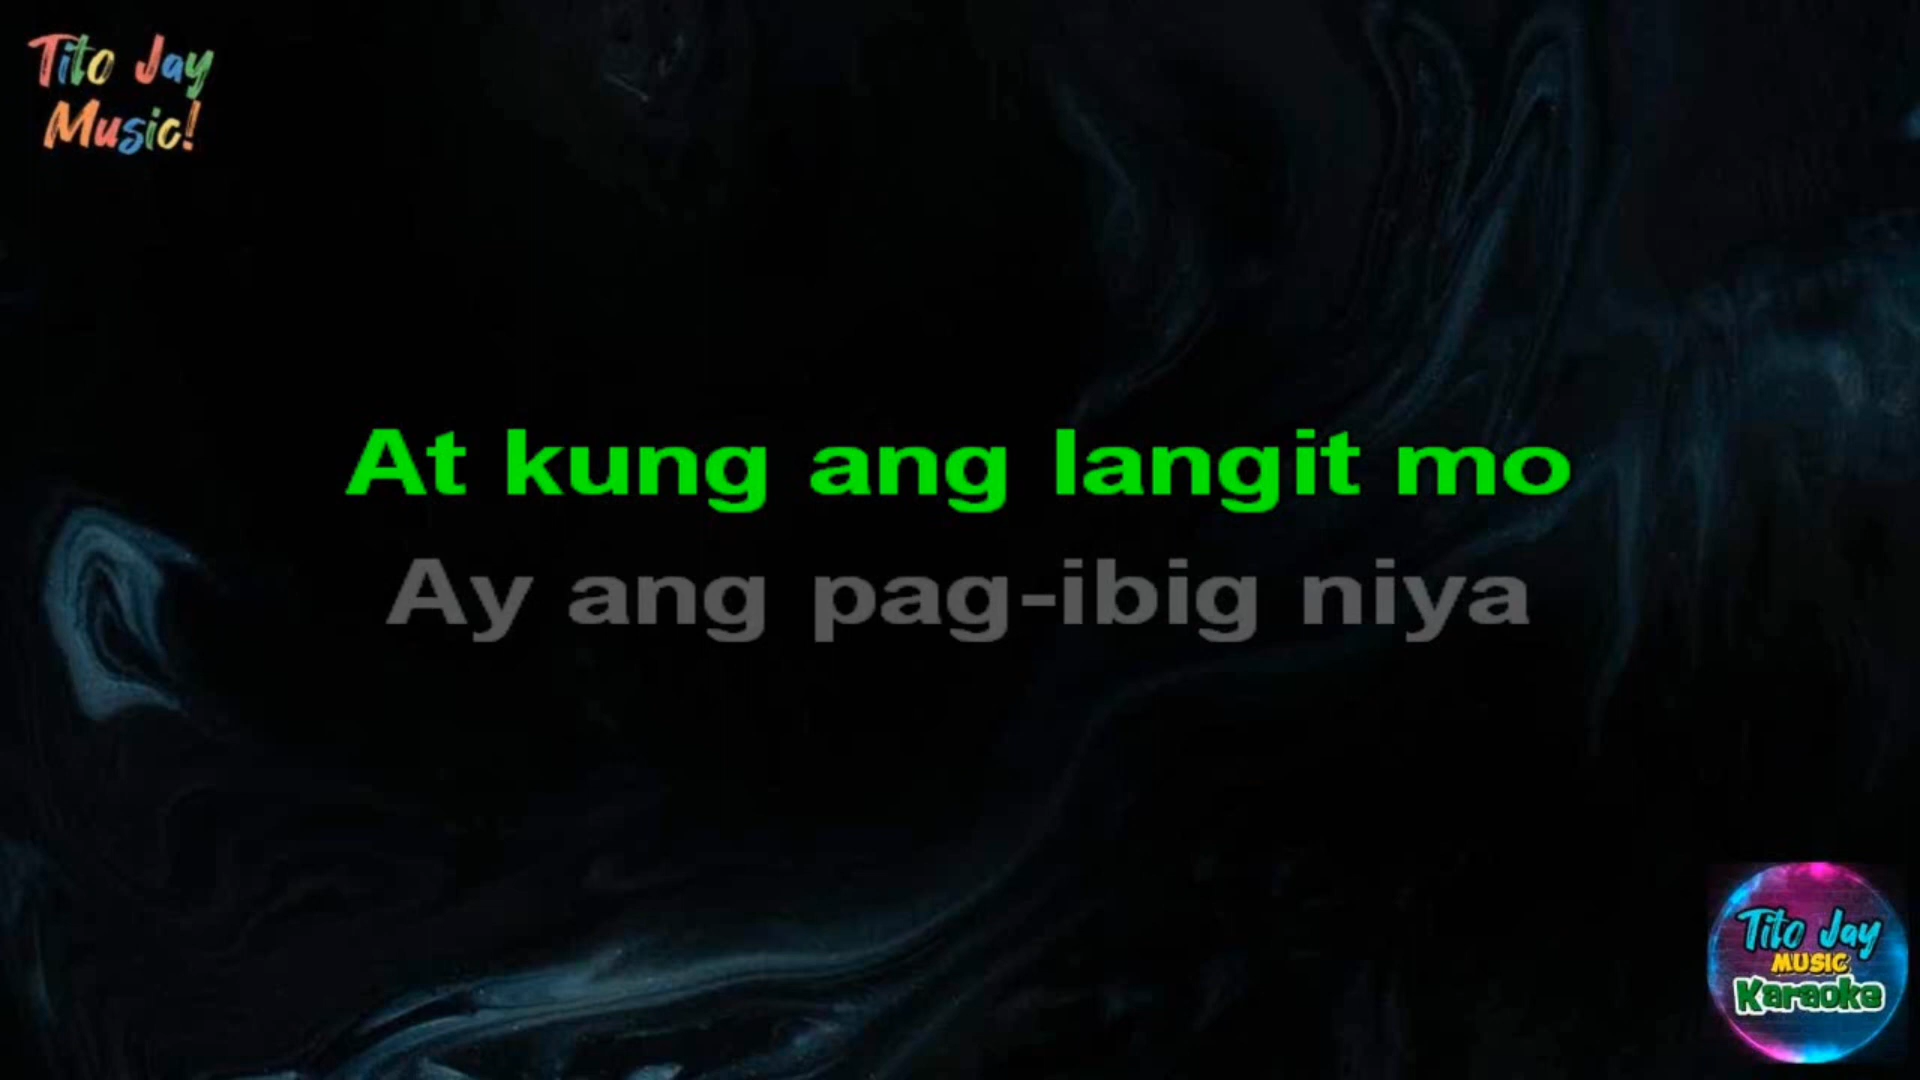 Tito Jay
Music!
At kung ang langit mo
Ay ang pag-ibig niya
Tito Jay
MUSIC
Karaoke